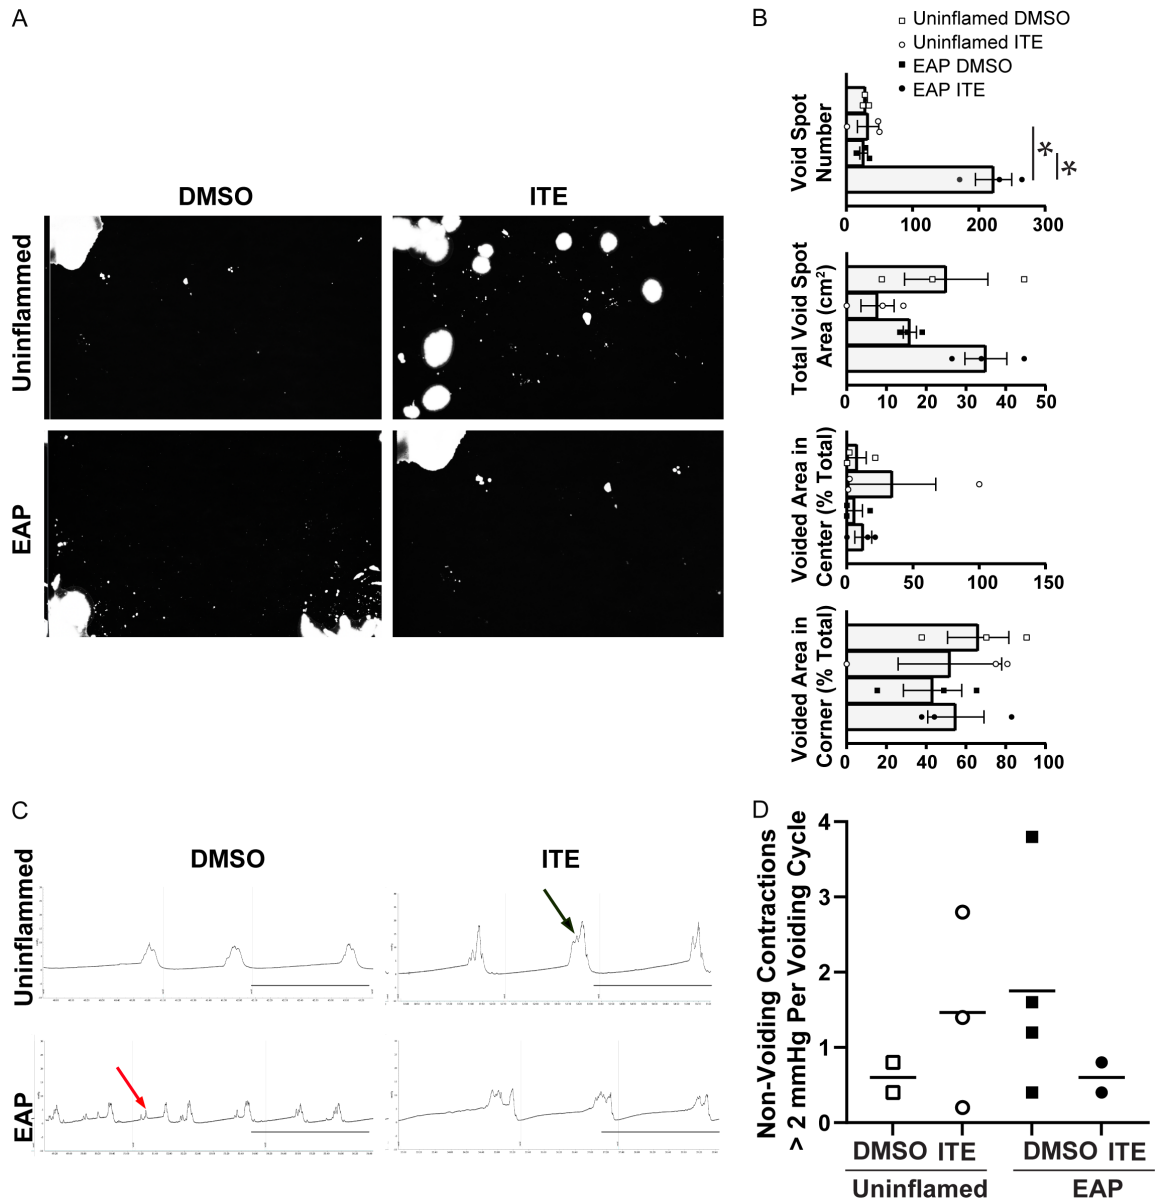 A
DMSO
ITE
Uninflammed
EAP
B
Uninflamed DMSO
Uninflamed ITE
EAP DMSO
EAP ITE
Void Spot
Number
* *
0 100 200 300
Total Void Spot
Area (cm²)
0 10 20 30 40 50
Voided Area in
Center (% Total)
0 50 100 150
Voided Area in
Corner (% Total)
0 20 40 60 80 100
C
DMSO
ITE
Uninflammed
EAP
D
Non-Voiding Contractions
> 2 mmHg Per Voiding Cycle
4
3
2
1
0
DMSO ITE DMSO ITE
Uninflamed EAP